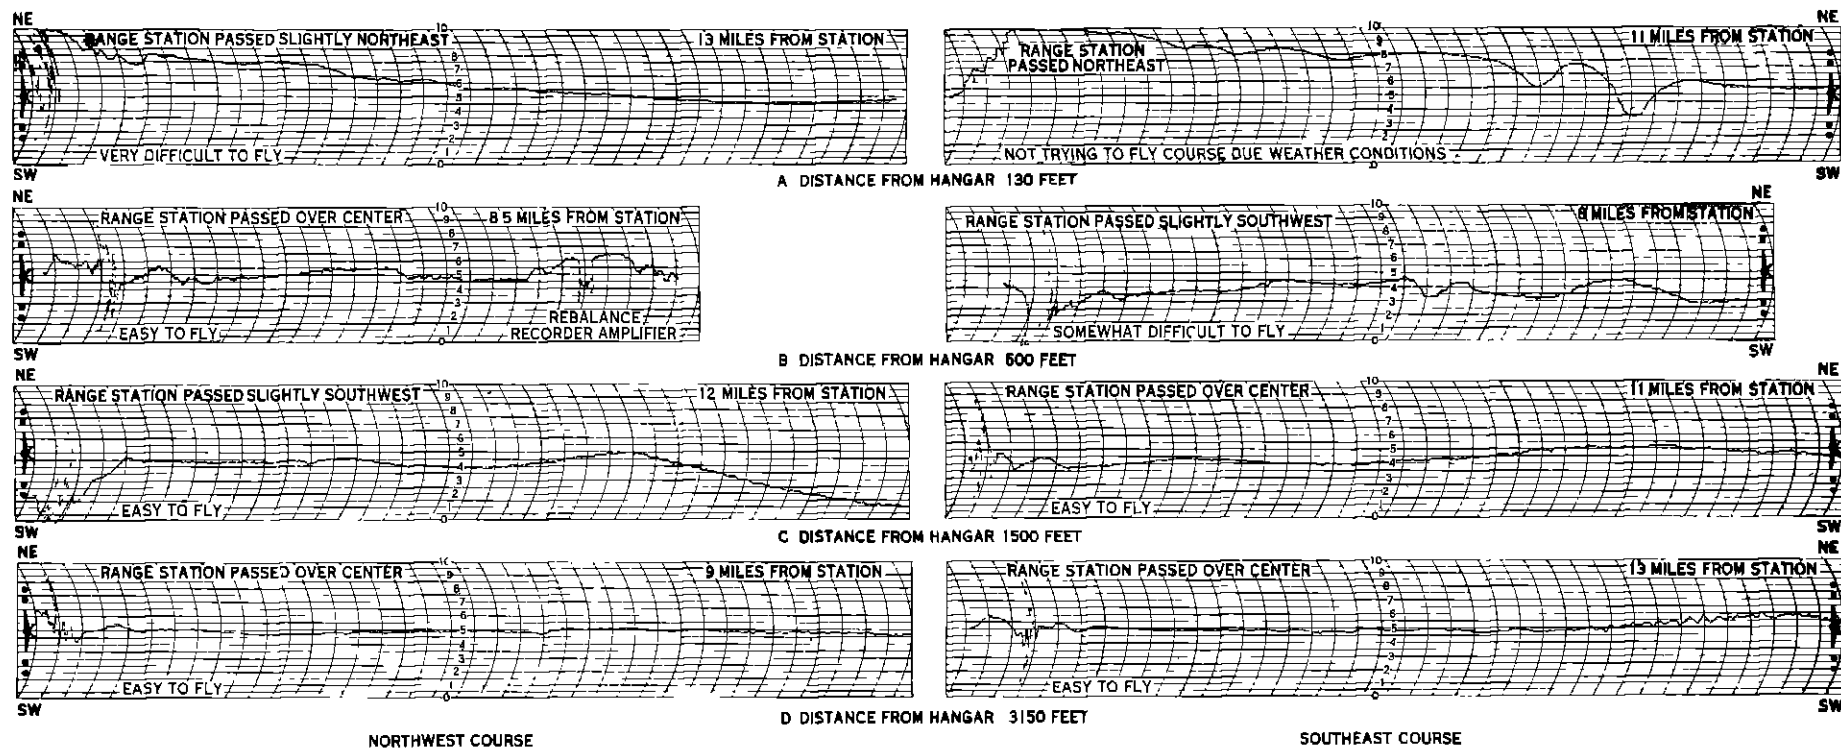 NE
RANGE STATION PASSED SLIGHTLY NORTHEAST
13 MILES FROM STATION
VERY DIFFICULT TO FLY
SW
NE
RANGE STATION
PASSED NORTHEAST
11 MILES FROM STATION
NOT TRYING TO FLY COURSE DUE WEATHER CONDITIONS
SW
A DISTANCE FROM HANGAR 130 FEET
NE
RANGE STATION PASSED OVER CENTER
8 5 MILES FROM STATION
EASY TO FLY
REBALANCE
RECORDER AMPLIFIER
SW
NE
RANGE STATION PASSED SLIGHTLY SOUTHWEST
MILES FROM STATION
SOMEWHAT DIFFICULT TO FLY
SW
B DISTANCE FROM HANGAR 600 FEET
NE
RANGE STATION PASSED SLIGHTLY SOUTHWEST
12 MILES FROM STATION
EASY TO FLY
SW
NE
RANGE STATION PASSED OVER CENTER
11 MILES FROM STATION
EASY TO FLY
SW
C DISTANCE FROM HANGAR 1500 FEET
NE
RANGE STATION PASSED OVER CENTER
9 MILES FROM STATION
EASY TO FLY
SW
NE
RANGE STATION PASSED OVER CENTER
13 MILES FROM STATION
EASY TO FLY
SW
D DISTANCE FROM HANGAR 3150 FEET
NORTHWEST COURSE
SOUTHEAST COURSE